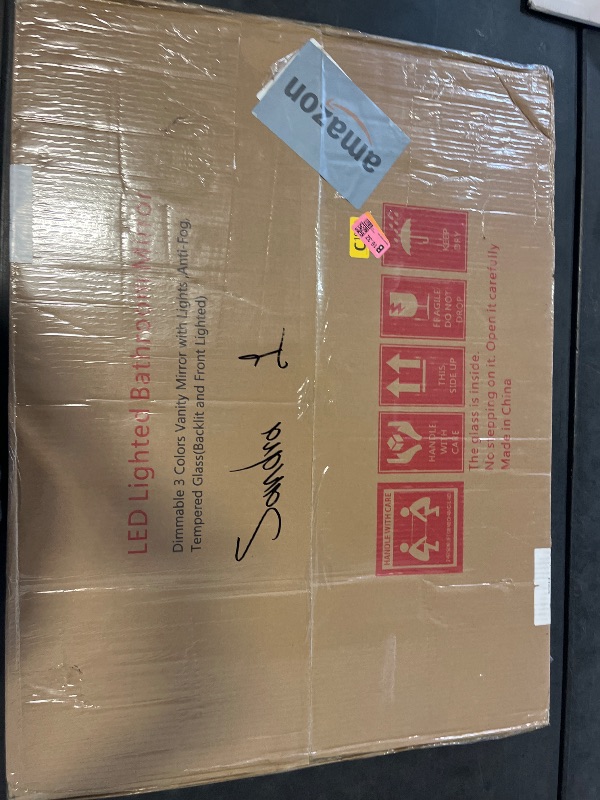 LED Lighted Bathroom Mirror
Dimmable 3 Colors Vanity Mirror with Lights, Anti-Fog,
Tempered Glass(Backlit and Front Lighted)
Sandra 1
amazon
HANDLE WITH CARE
HANDLE
WITH
CARE
THIS
SIDE UP
FRAGILE
DO NOT
DROP
KEEP
DRY
The glass is inside.
No stepping on it. Open it carefully
Made in China